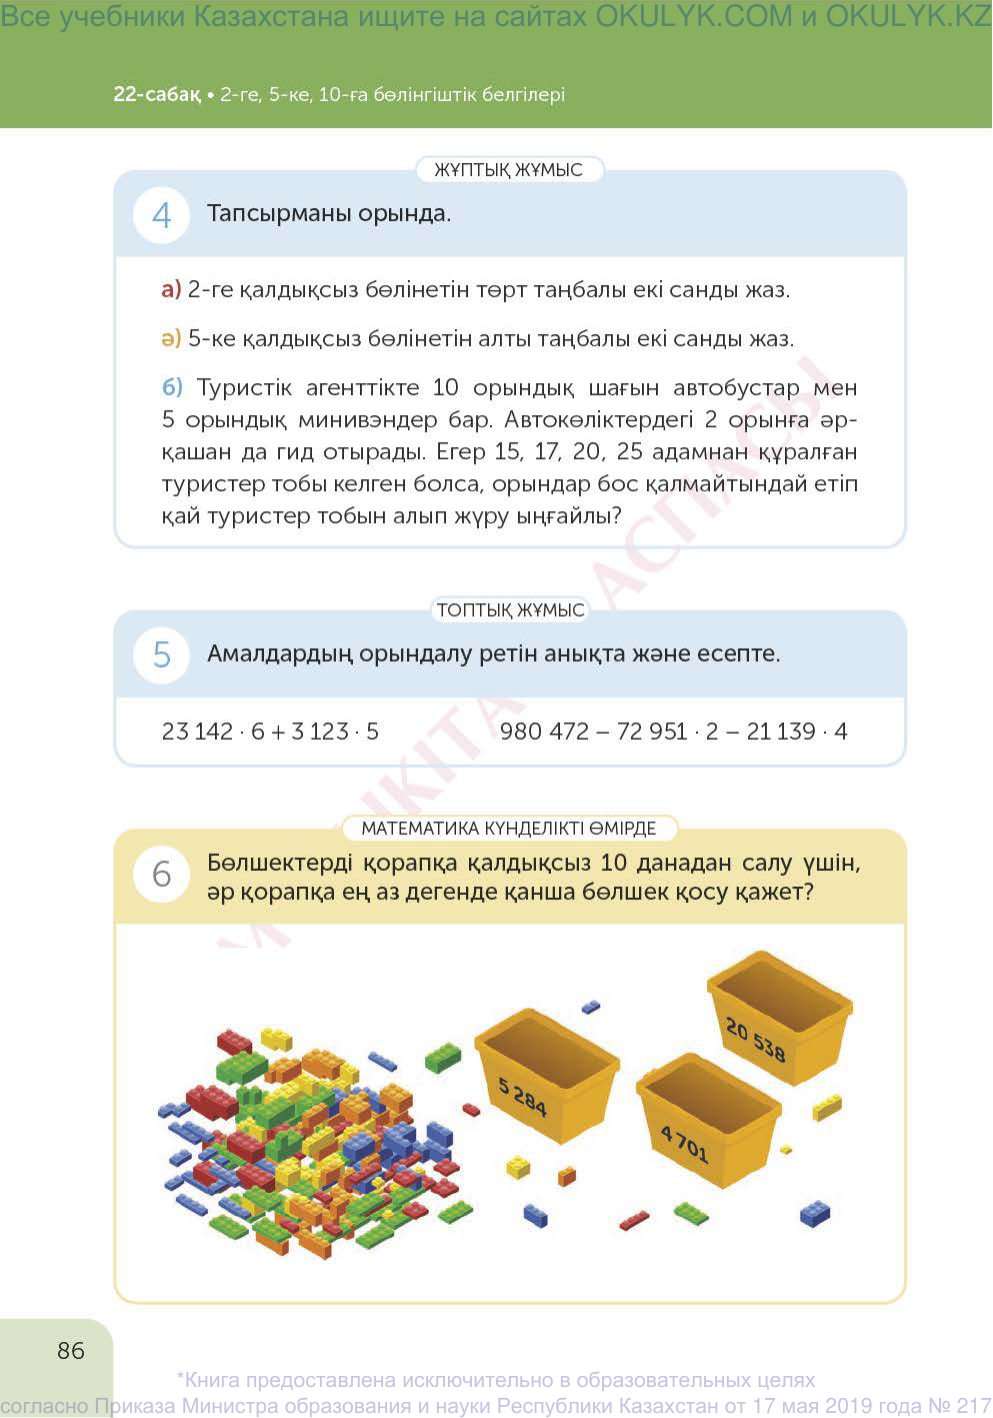 Все учебники Казахстана ищите на сайтах OKULYK.COM и OKULYK.KZ
22-сабақ • 2-ге, 5-ке, 10-ға бөлінгіштік белгілері
ЖҰПТЫҚ ЖҰМЫС
4 Тапсырманы орында.
а) 2-ге қалдықсыз бөлінетін төрт таңбалы екі санды жаз.
ә) 5-ке қалдықсыз бөлінетін алты таңбалы екі санды жаз.
б) Туристік агенттікте 10 орындық шағын автобустар мен
5 орындық минивэндер бар. Автокөліктердегі 2 орынға әр-
қашан да гид отырады. Егер 15, 17, 20, 25 адамнан құралған
туристер тобы келген болса, орындар бос қалмайтындай етіп
қай туристер тобын алып жүру ыңғайлы?
ТОПТЫҚ ЖҰМЫС
5 Амалдардың орындалу ретін анықта және есепте.
23 142 · 6 + 3 123 · 5 980 472 – 72 951 · 2 – 21 139 · 4
МАТЕМАТИКА КҮНДЕЛІКТІ ӨМІРДЕ
6 Бөлшектерді қорапқа қалдықсыз 10 данадан салу үшін,
әр қорапқа ең аз дегенде қанша бөлшек қосу қажет?
20 538
5 284
4 701
86
*Книга предоставлена исключительно в образовательных целях
согласно Приказа Министра образования и науки Республики Казахстан от 17 мая 2019 года № 217